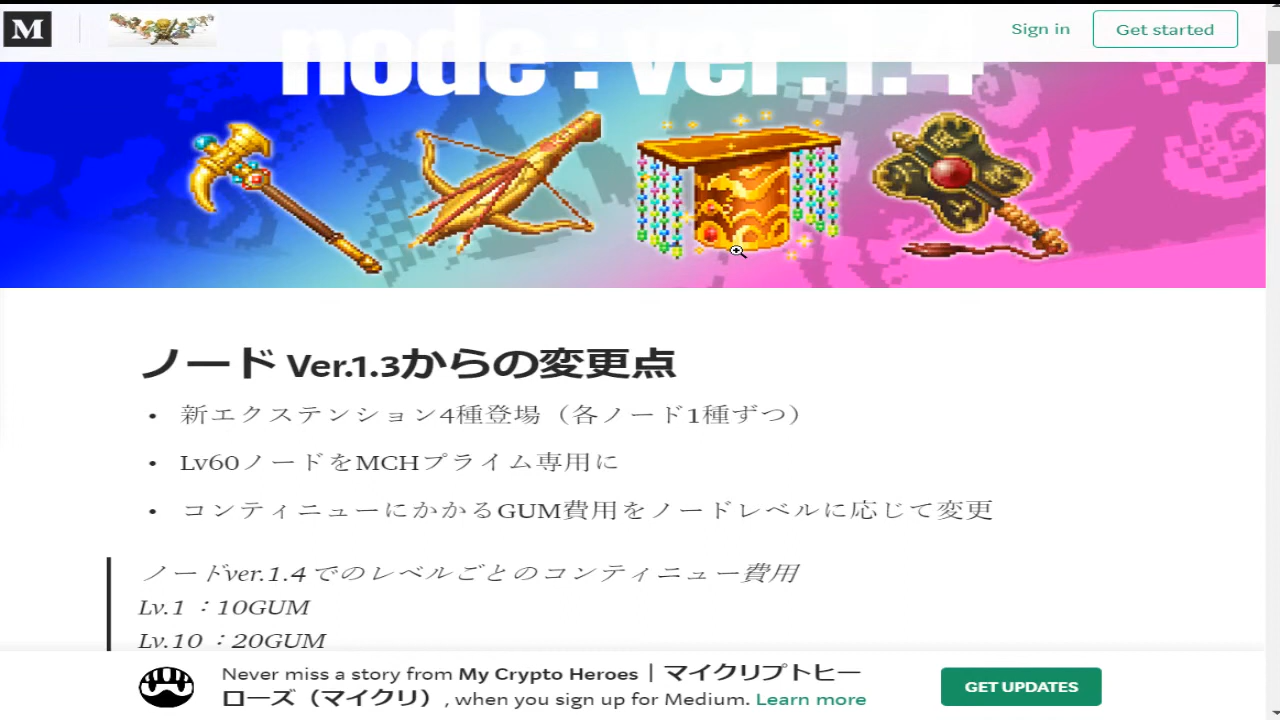 M
Sign in
Get started
node : ver.1.4
ノード Ver.1.3からの変更点
• 新エクステンション4種登場（各ノード1種ずつ）
• Lv60ノードをMCHプライム専用に
• コンティニューにかかるGUM費用をノードレベルに応じて変更
ノードver.1.4でのレベルごとのコンティニュー費用
Lv.1 ：10GUM
Lv.10 ：20GUM
Never miss a story from My Crypto Heroes｜マイクリプトヒー
ローズ（マイクリ）, when you sign up for Medium. Learn more
GET UPDATES